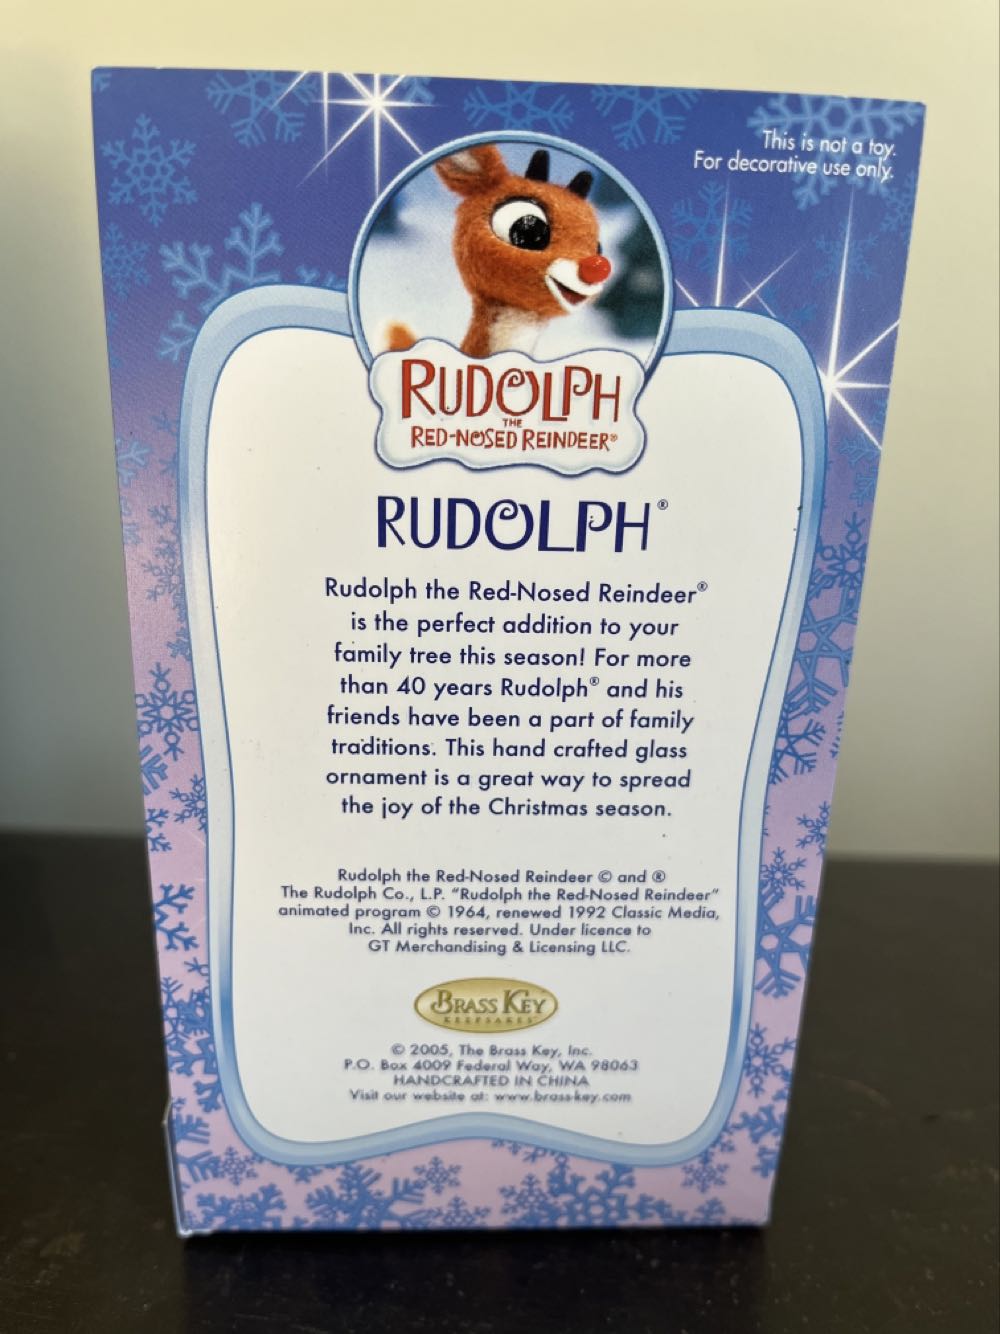 This is not a toy.
For decorative use only.
RUDOLPH
THE
RED-NOSED REINDEER®
RUDOLPH®
Rudolph the Red-Nosed Reindeer®
is the perfect addition to your
family tree this season! For more
than 40 years Rudolph® and his
friends have been a part of family
traditions. This hand crafted glass
ornament is a great way to spread
the joy of the Christmas season.
Rudolph the Red-Nosed Reindeer © and ®
The Rudolph Co., L.P. “Rudolph the Red-Nosed Reindeer”
animated program © 1964, renewed 1992 Classic Media,
Inc. All rights reserved. Under licence to
GT Merchandising & Licensing LLC.
BRASS KEY
KEEPSAKES
© 2005, The Brass Key, Inc.
P.O. Box 4009 Federal Way, WA 98063
HANDCRAFTED IN CHINA
Visit our website at: www.brass-key.com